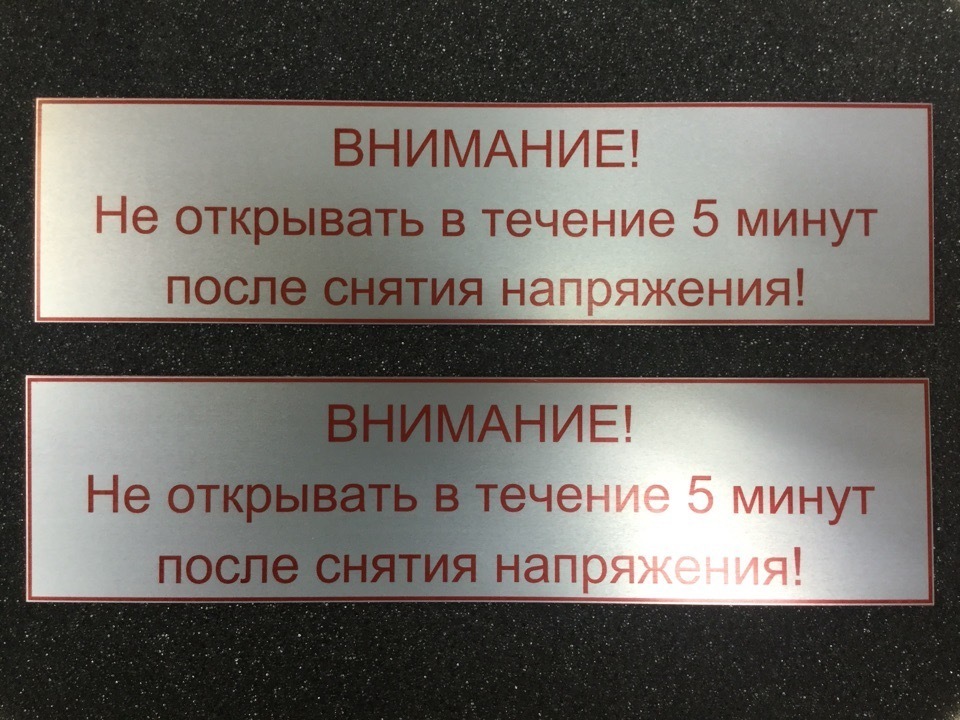 ВНИМАНИЕ!
Не открывать в течение 5 минут
после снятия напряжения!
ВНИМАНИЕ!
Не открывать в течение 5 минут
после снятия напряжения!